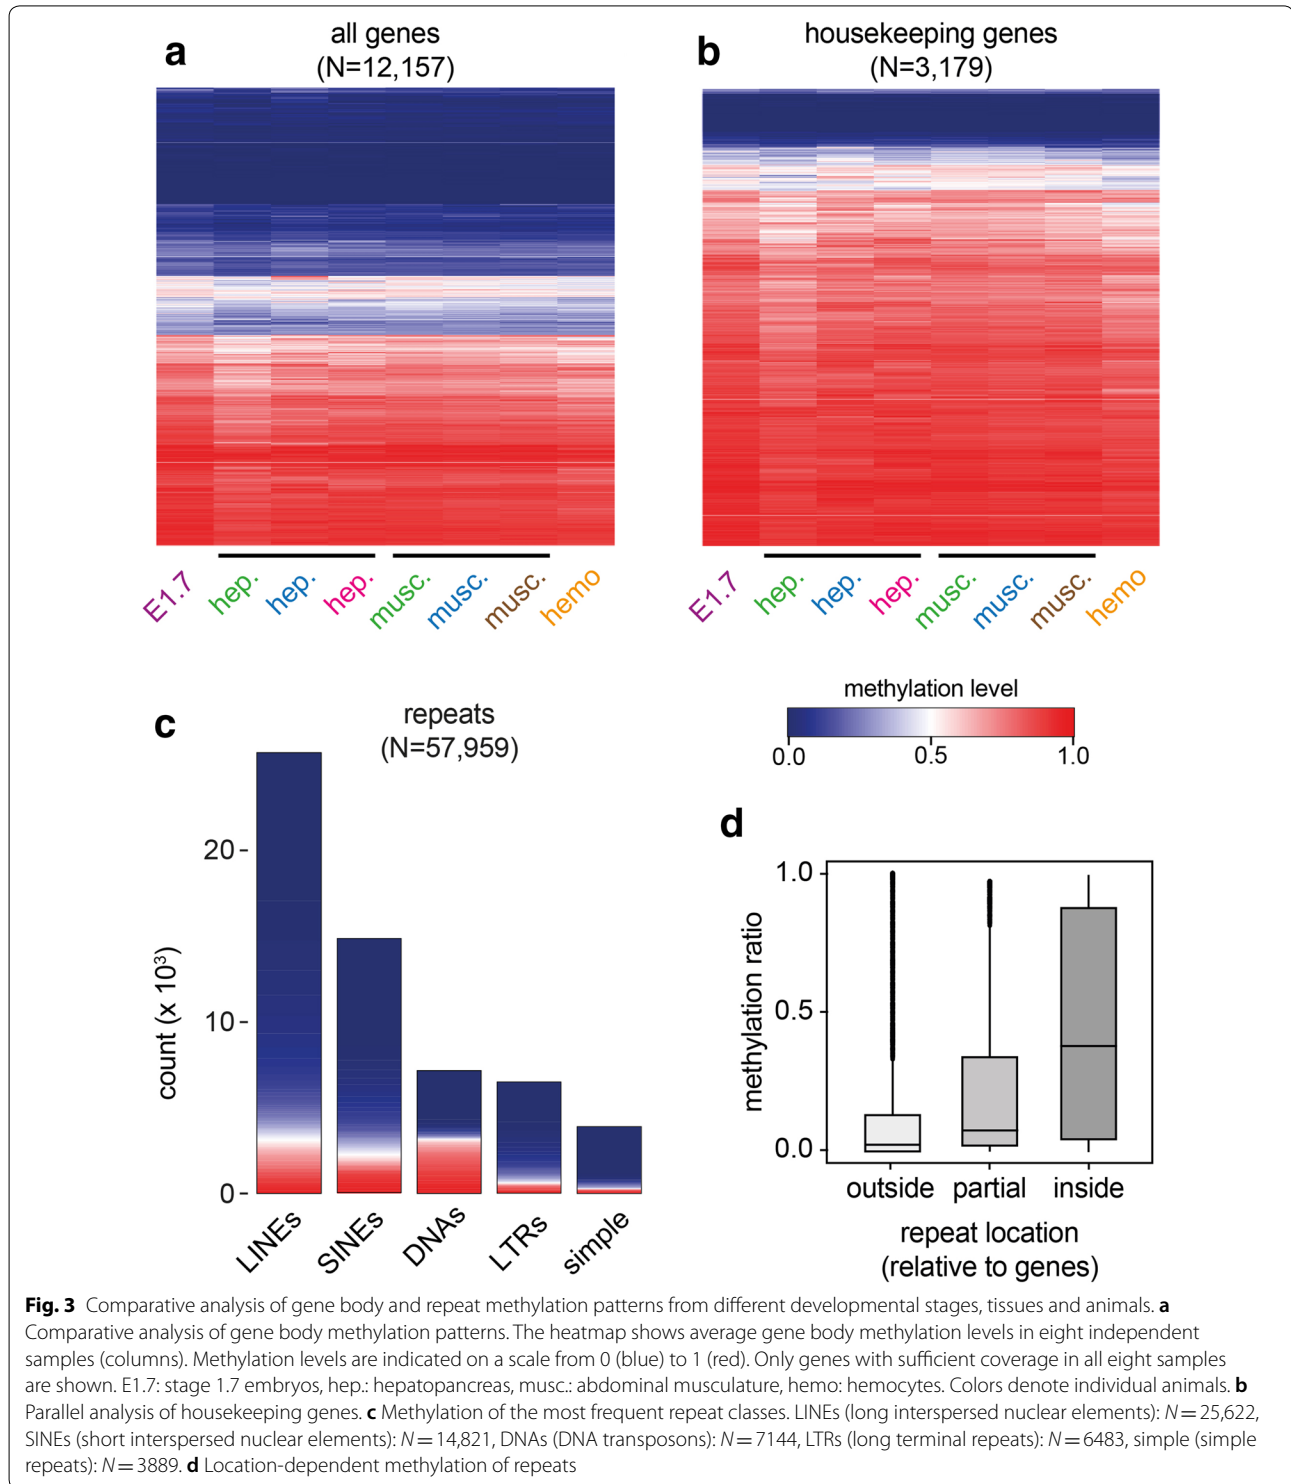 a
all genes
(N=12,157)
b
housekeeping genes
(N=3,179)
E1.7
hep.
hep.
hep.
musc.
musc.
musc.
hemo
E1.7
hep.
hep.
hep.
musc.
musc.
musc.
hemo
methylation level
0.0
0.5
1.0
c
repeats
(N=57,959)
count (x 10³)
20
10
0
LINEs
SINEs
DNAs
LTRs
simple
d
methylation ratio
1.0
0.5
0.0
outside
partial
inside
repeat location
(relative to genes)
Fig. 3 Comparative analysis of gene body and repeat methylation patterns from different developmental stages, tissues and animals. a
Comparative analysis of gene body methylation patterns. The heatmap shows average gene body methylation levels in eight independent
samples (columns). Methylation levels are indicated on a scale from 0 (blue) to 1 (red). Only genes with sufficient coverage in all eight samples
are shown. E1.7: stage 1.7 embryos, hep.: hepatopancreas, musc.: abdominal musculature, hemo: hemocytes. Colors denote individual animals. b
Parallel analysis of housekeeping genes. c Methylation of the most frequent repeat classes. LINEs (long interspersed nuclear elements): N = 25,622,
SINEs (short interspersed nuclear elements): N = 14,821, DNAs (DNA transposons): N = 7144, LTRs (long terminal repeats): N = 6483, simple (simple
repeats): N = 3889. d Location-dependent methylation of repeats